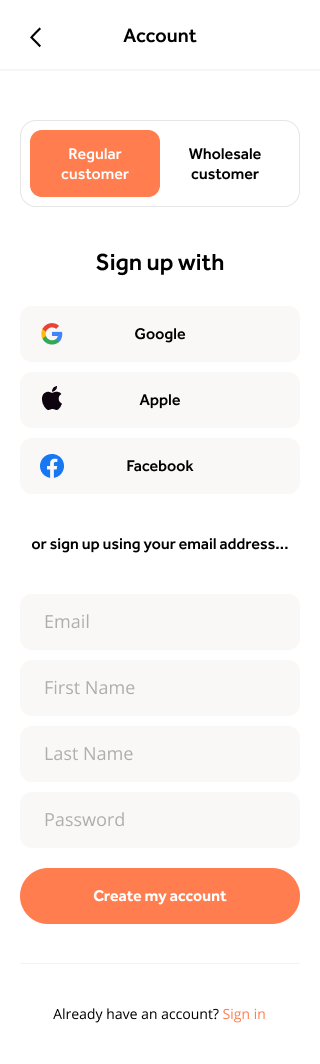 Account
Regular
customer
Wholesale
customer
Sign up with
Google
Apple
Facebook
or sign up using your email address...
Email
First Name
Last Name
Password
Create my account
Already have an account? Sign in